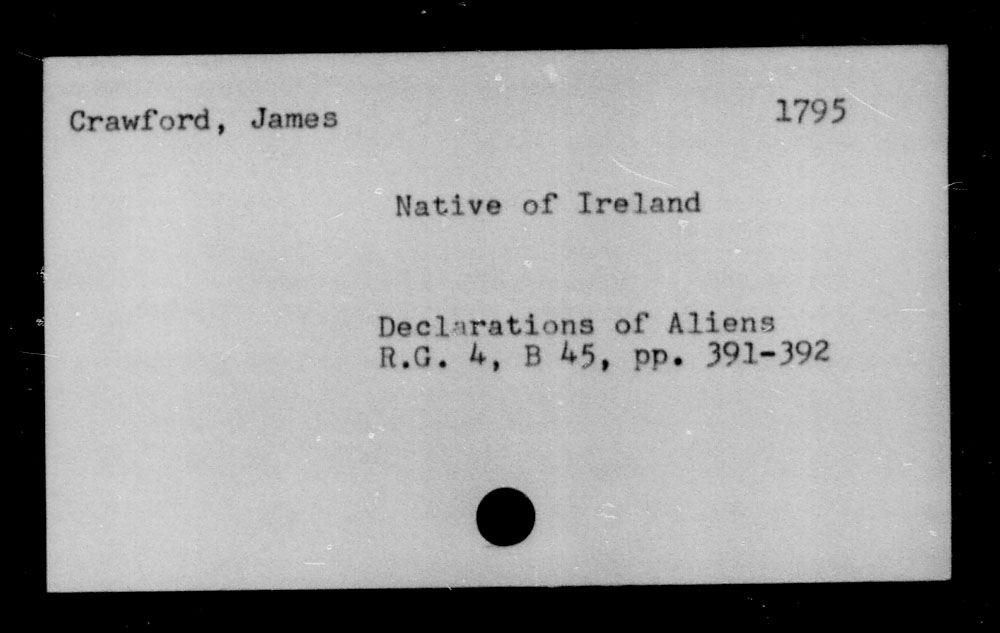 Crawford, James 1795
Native of Ireland
Declarations of Aliens
R.G. 4, B 45, pp. 391-392